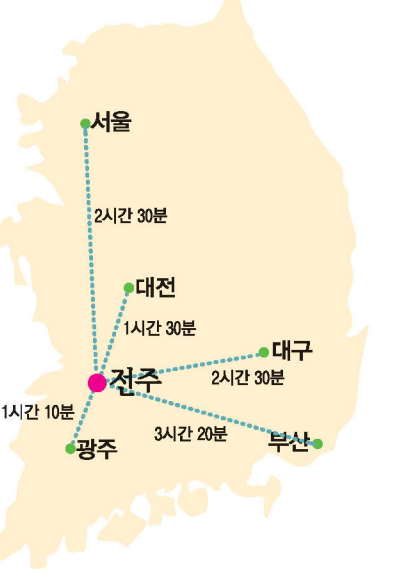 서울
2시간 30분
대전
1시간 30분
대구
전주
2시간 30분
1시간 10분
3시간 20분
부산
광주